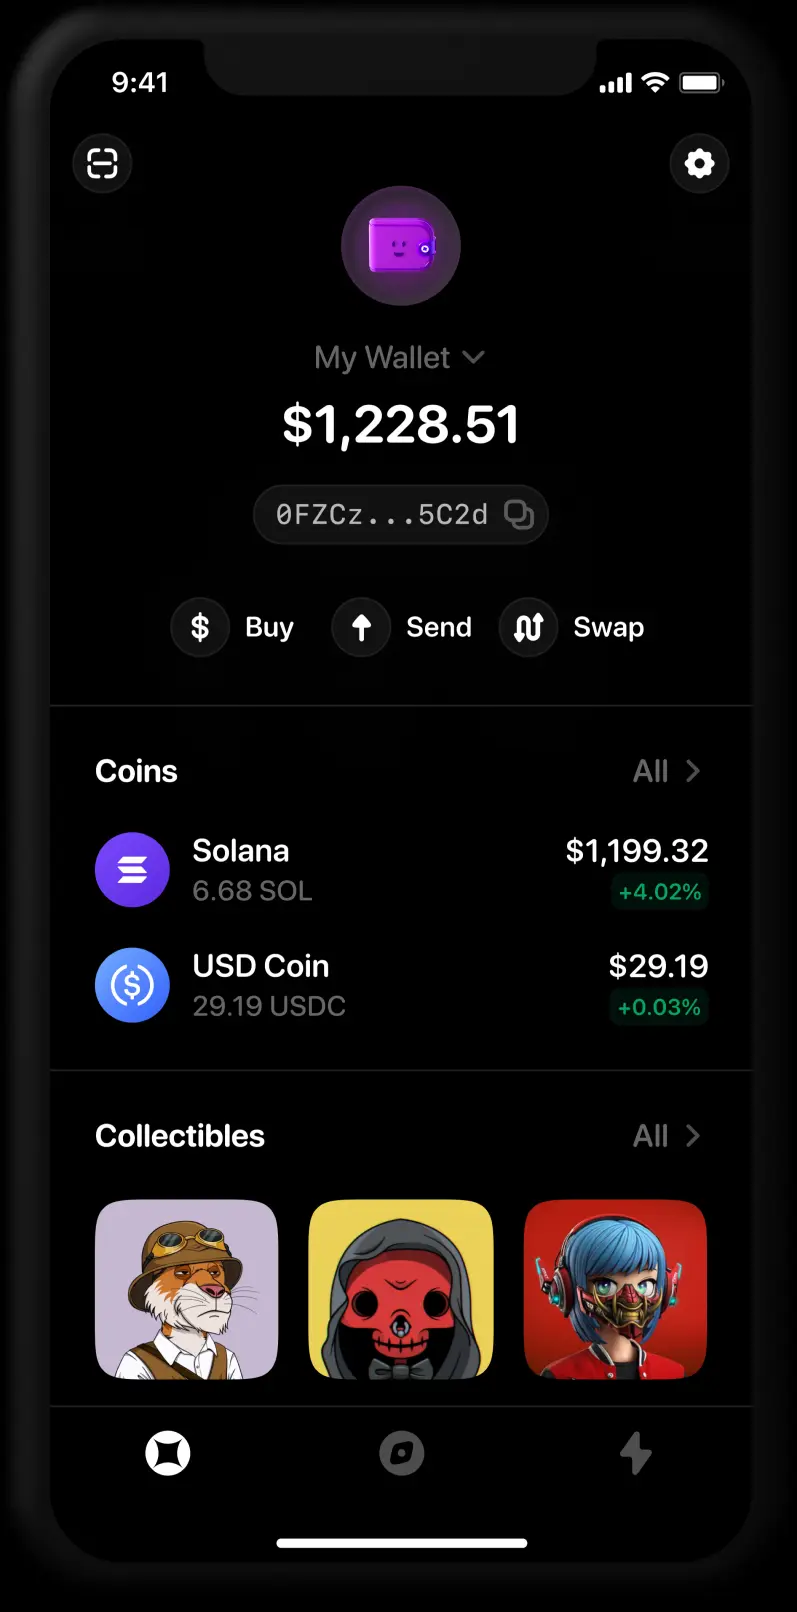 9:41
My Wallet
$1,228.51
0FZCz...5C2d
Buy Send Swap
Coins All
Solana $1,199.32
6.68 SOL +4.02%
USD Coin $29.19
29.19 USDC +0.03%
Collectibles All